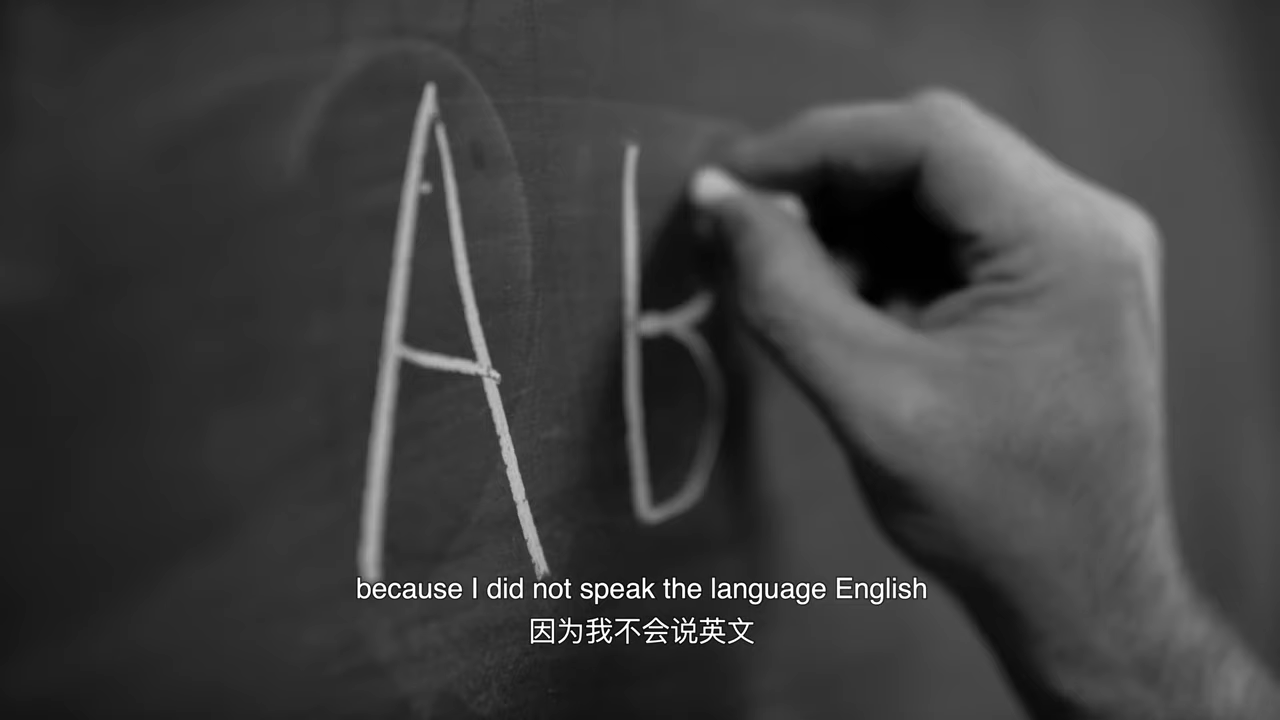 A B
because I did not speak the language English
因为我不会说英文